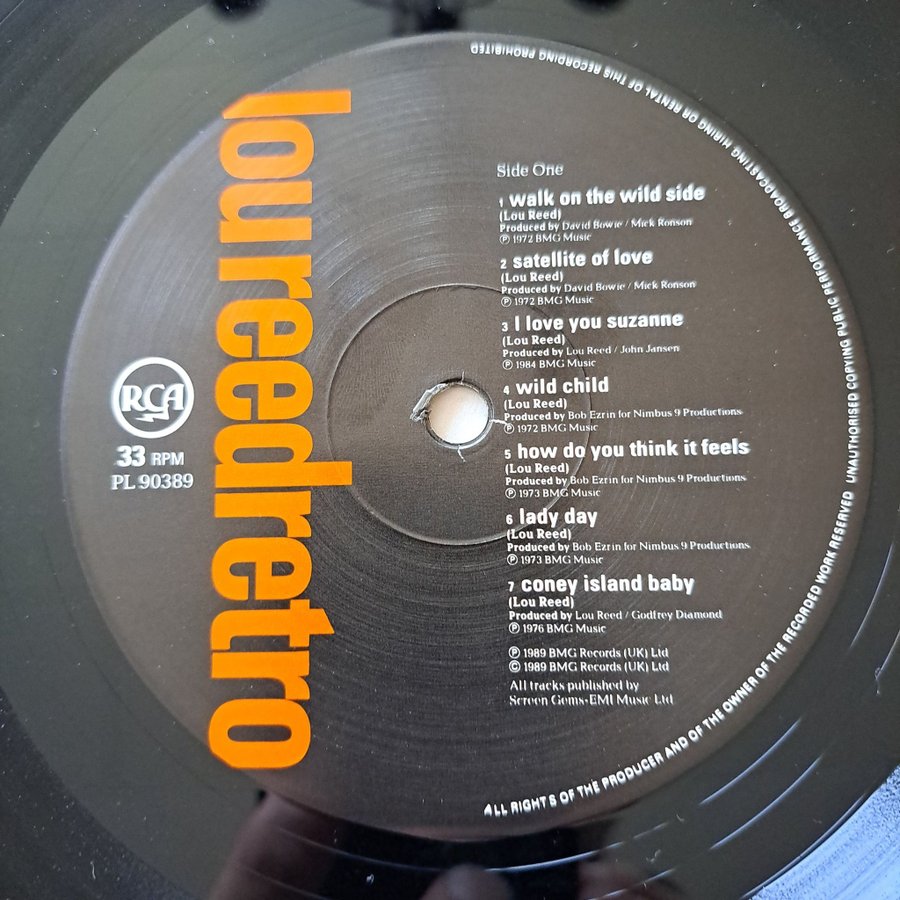 loureedretro
RCA
33 RPM
PL 90389
Side One
1 walk on the wild side
(Lou Reed)
Produced by David Bowie / Mick Ronson
℗ 1972 BMG Music
2 satellite of love
(Lou Reed)
Produced by David Bowie / Mick Ronson
℗ 1972 BMG Music
3 I love you suzanne
(Lou Reed)
Produced by Lou Reed / John Jansen
℗ 1984 BMG Music
4 wild child
(Lou Reed)
Produced by Bob Ezrin for Nimbus 9 Productions
℗ 1972 BMG Music
5 how do you think it feels
(Lou Reed)
Produced by Bob Ezrin for Nimbus 9 Productions
℗ 1973 BMG Music
6 lady day
(Lou Reed)
Produced by Bob Ezrin for Nimbus 9 Productions
℗ 1973 BMG Music
7 coney island baby
(Lou Reed)
Produced by Lou Reed / Godfrey Diamond
℗ 1976 BMG Music
℗ 1989 BMG Records (UK) Ltd
© 1989 BMG Records (UK) Ltd
All tracks published by
Screen Gems-EMI Music Ltd
ALL RIGHTS OF THE PRODUCER AND OF THE OWNER OF THE RECORDED WORK RESERVED UNAUTHORISED COPYING PUBLIC PERFORMANCE BROADCASTING HIRING OR RENTAL OF THIS RECORDING PROHIBITED